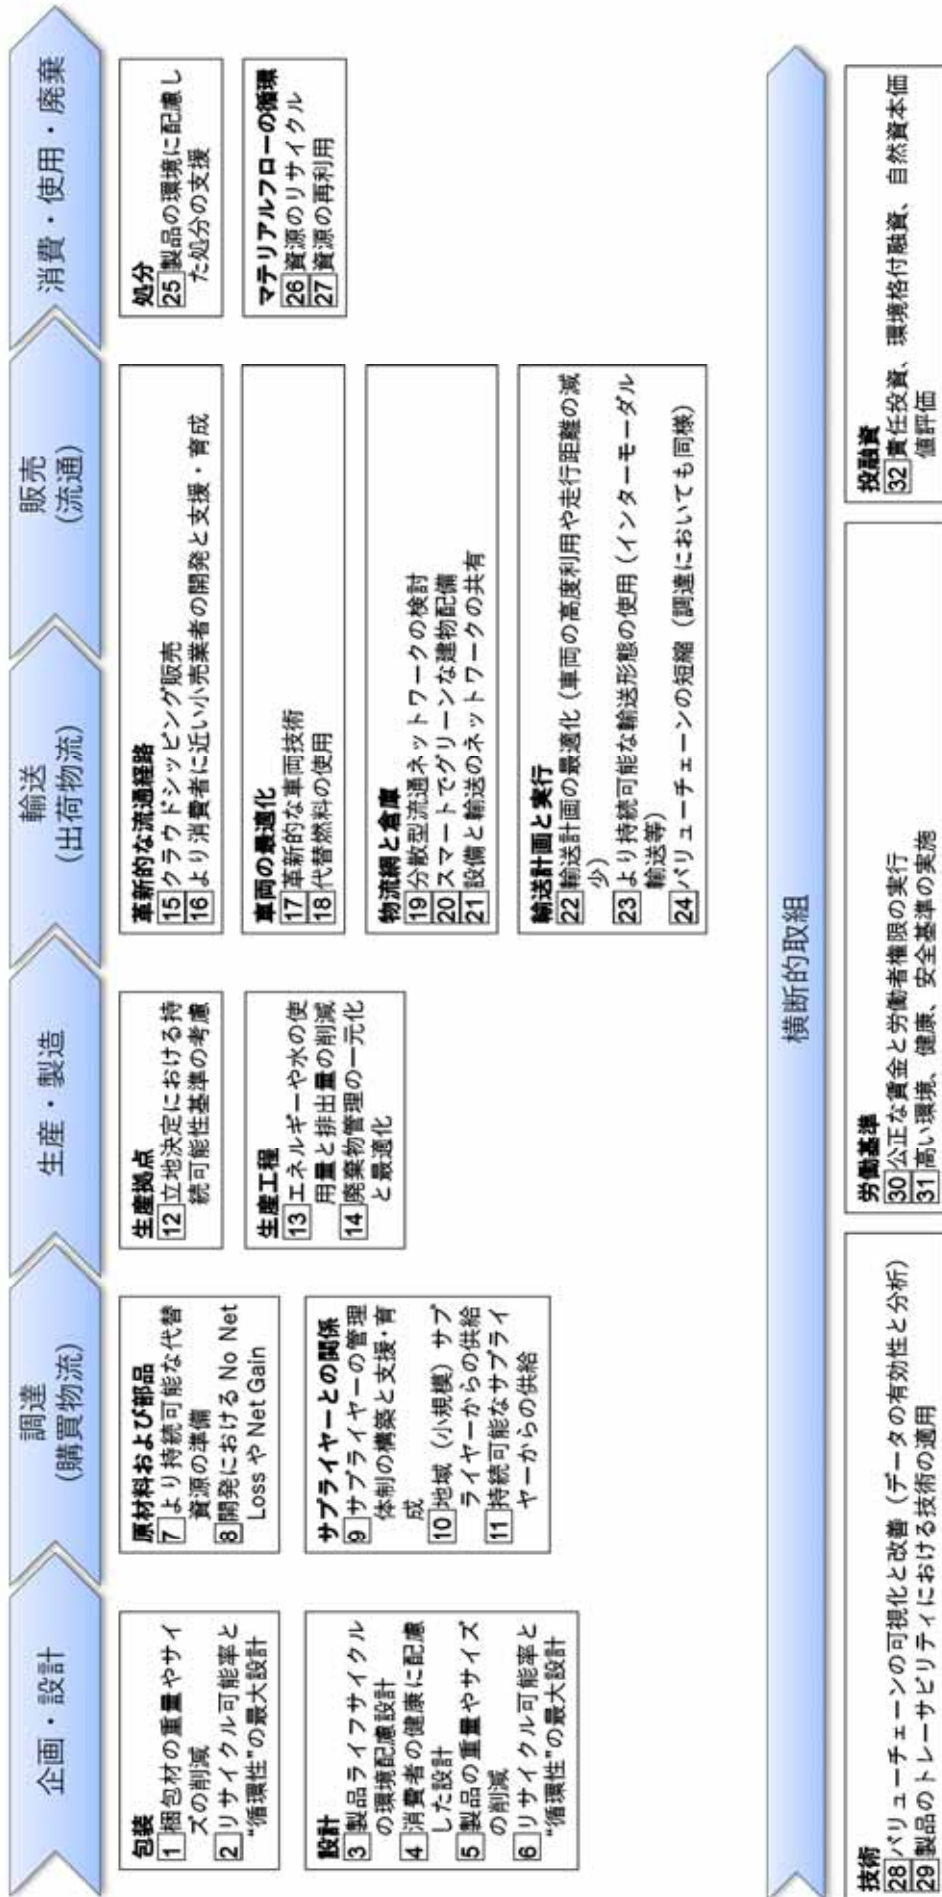 企画・設計
調達
(購買物流)
生産・製造
輸送
(出荷物流)
販売
(流通)
消費・使用・廃棄
包装
1 梱包材の重量やサイ
ズの削減
2 リサイクル可能率と
“循環性”の最大設計
設計
3 製品ライフサイクル
の環境配慮設計
4 消費者の健康に配慮
した設計
5 製品の重量やサイズ
の削減
6 リサイクル可能率と
“循環性”の最大設計
原材料および部品
7 より持続可能な代替
資源の準備
8 開発における No Net
Loss や Net Gain
サプライヤーとの関係
9 サプライヤーの管理
体制の構築と支援・育
成
10 地域（小規模）サプ
ライヤーからの供給
11 持続可能なサプライ
ヤーからの供給
生産拠点
12 立地決定における持
続可能性基準の考慮
生産工程
13 エネルギーや水の使
用量と排出量の削減
14 廃棄物管理の一元化
と最適化
革新的な流通経路
15 クラウドシッピング販売
16 より消費者に近い小売業者の開発と支援・育成
車両の最適化
17 革新的な車両技術
18 代替燃料の使用
物流網と倉庫
19 分散型流通ネットワークの検討
20 スマートでグリーンな建物配備
21 設備と輸送のネットワークの共有
輸送計画と実行
22 輸送計画の最適化（車両の高度利用や走行距離の減
少）
23 より持続可能な輸送形態の使用（インターモーダル
輸送等）
24 バリューチェーンの短縮（調達においても同様）
処分
25 製品の環境に配慮し
た処分の支援
マテリアルフローの循環
26 資源のリサイクル
27 資源の再利用
横断的取組
技術
28 バリューチェーンの可視化と改善（データの有効性と分析）
29 製品のトレーサビリティにおける技術の適用
労働基準
30 公正な賃金と労働者権限の実行
31 高い環境、健康、安全基準の実施
投融資
32 責任投資、環境格付融資、自然資本価
値評価